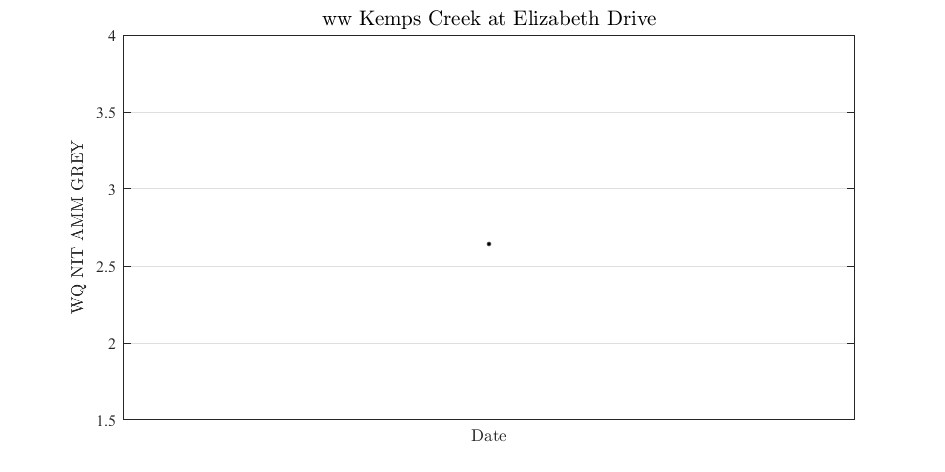 ww Kemps Creek at Elizabeth Drive
4
3.5
3
2.5
2
1.5
WQ NIT AMM GREY
Date